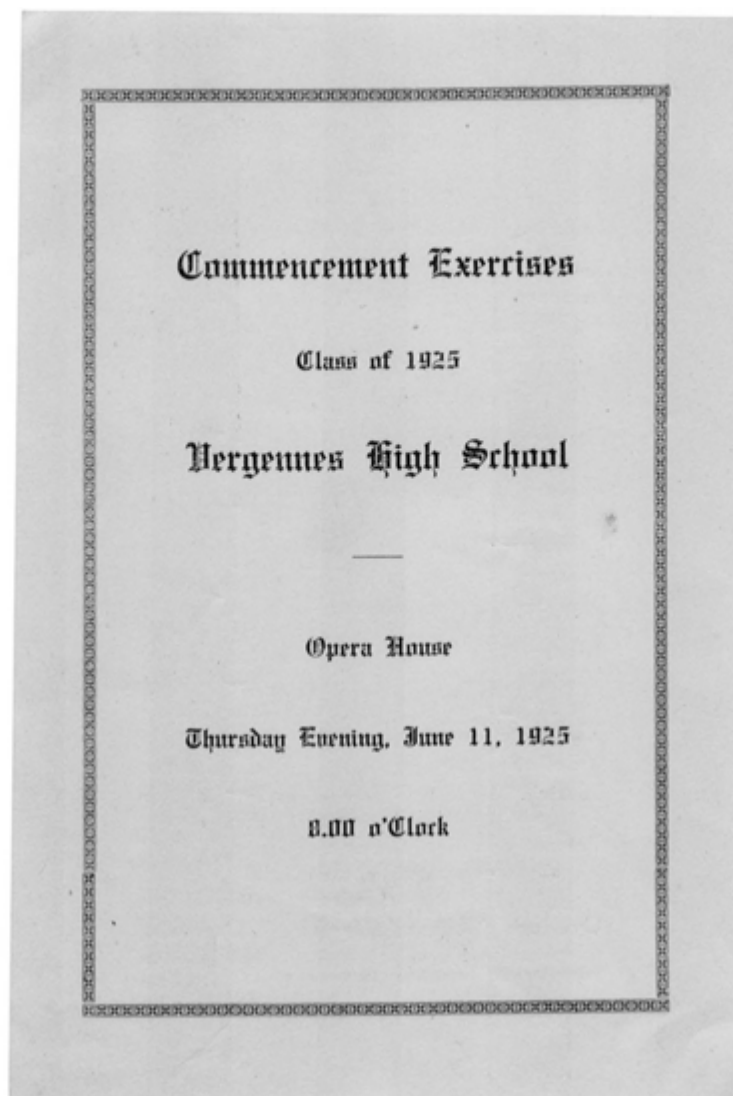 Commencement Exercises
Class of 1925
Vergennes High School
Opera House
Thursday Evening, June 11, 1925
8.00 o'Clock